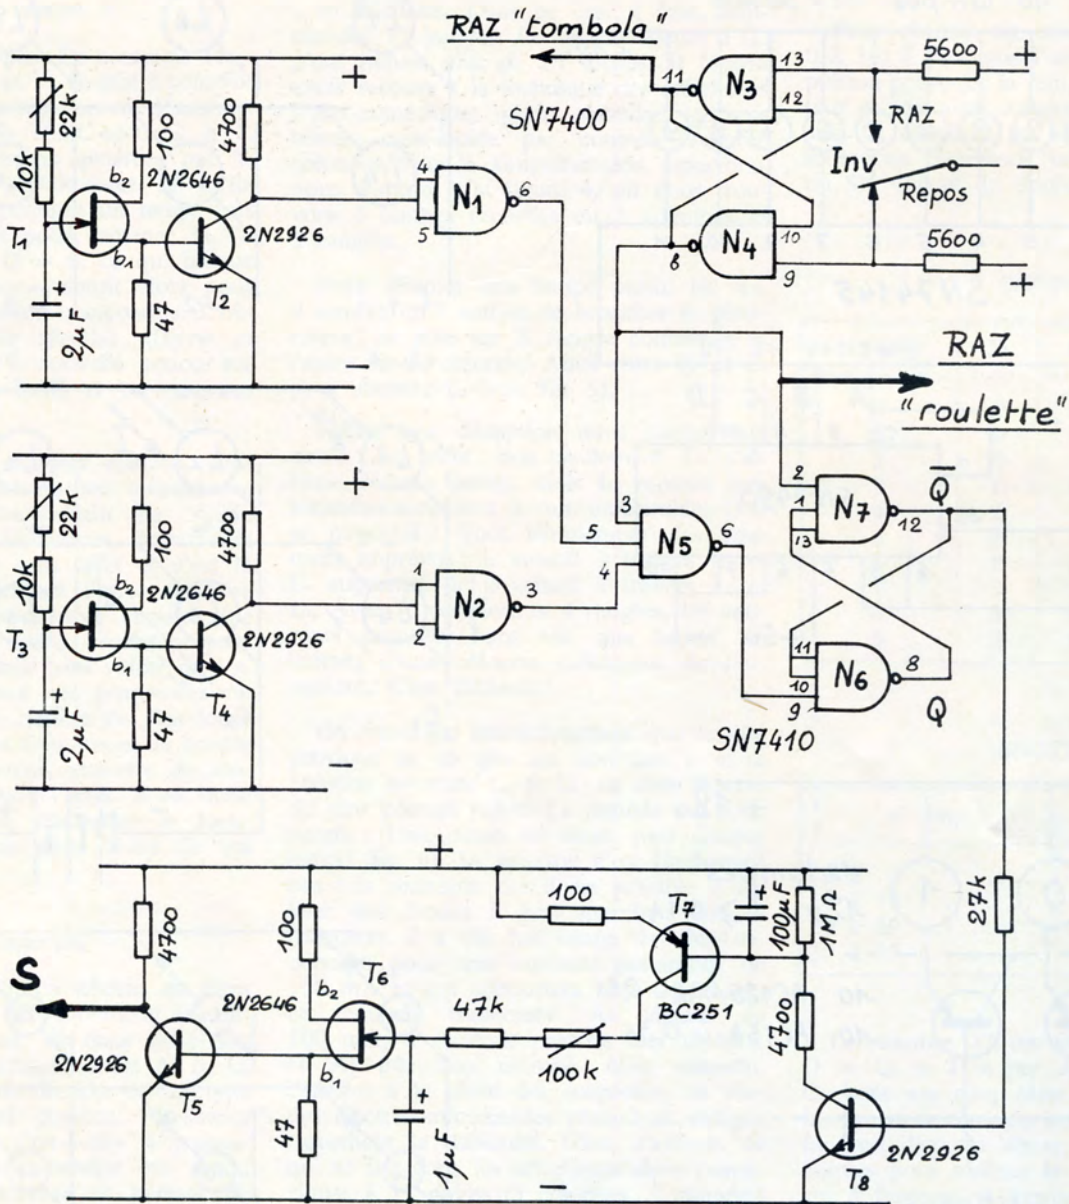 RAZ "tombola"
+
22k
10k
100
4700
b2
2N2646
T1
b1
2N2926
T2
2µF
+
47
-
SN7400
4
5
N1
6
11
N3
13
12
5600
+
RAZ
Inv
Repos
-
8
N4
10
9
5600
+
RAZ
"roulette"
+
22k
10k
100
4700
b2
2N2646
T3
b1
2N2926
T4
2µF
+
47
-
1
2
N2
3
3
5
4
N5
6
2
1
13
N7
12
Q̅
11
10
9
N6
8
Q
SN7410
27k
+
4700
100
T6
b2
2N2646
b1
S
2N2926
T5
47
1µF
+
47k
100k
100
T7
BC251
+
100µF
1MΩ
4700
2N2926
T8
-